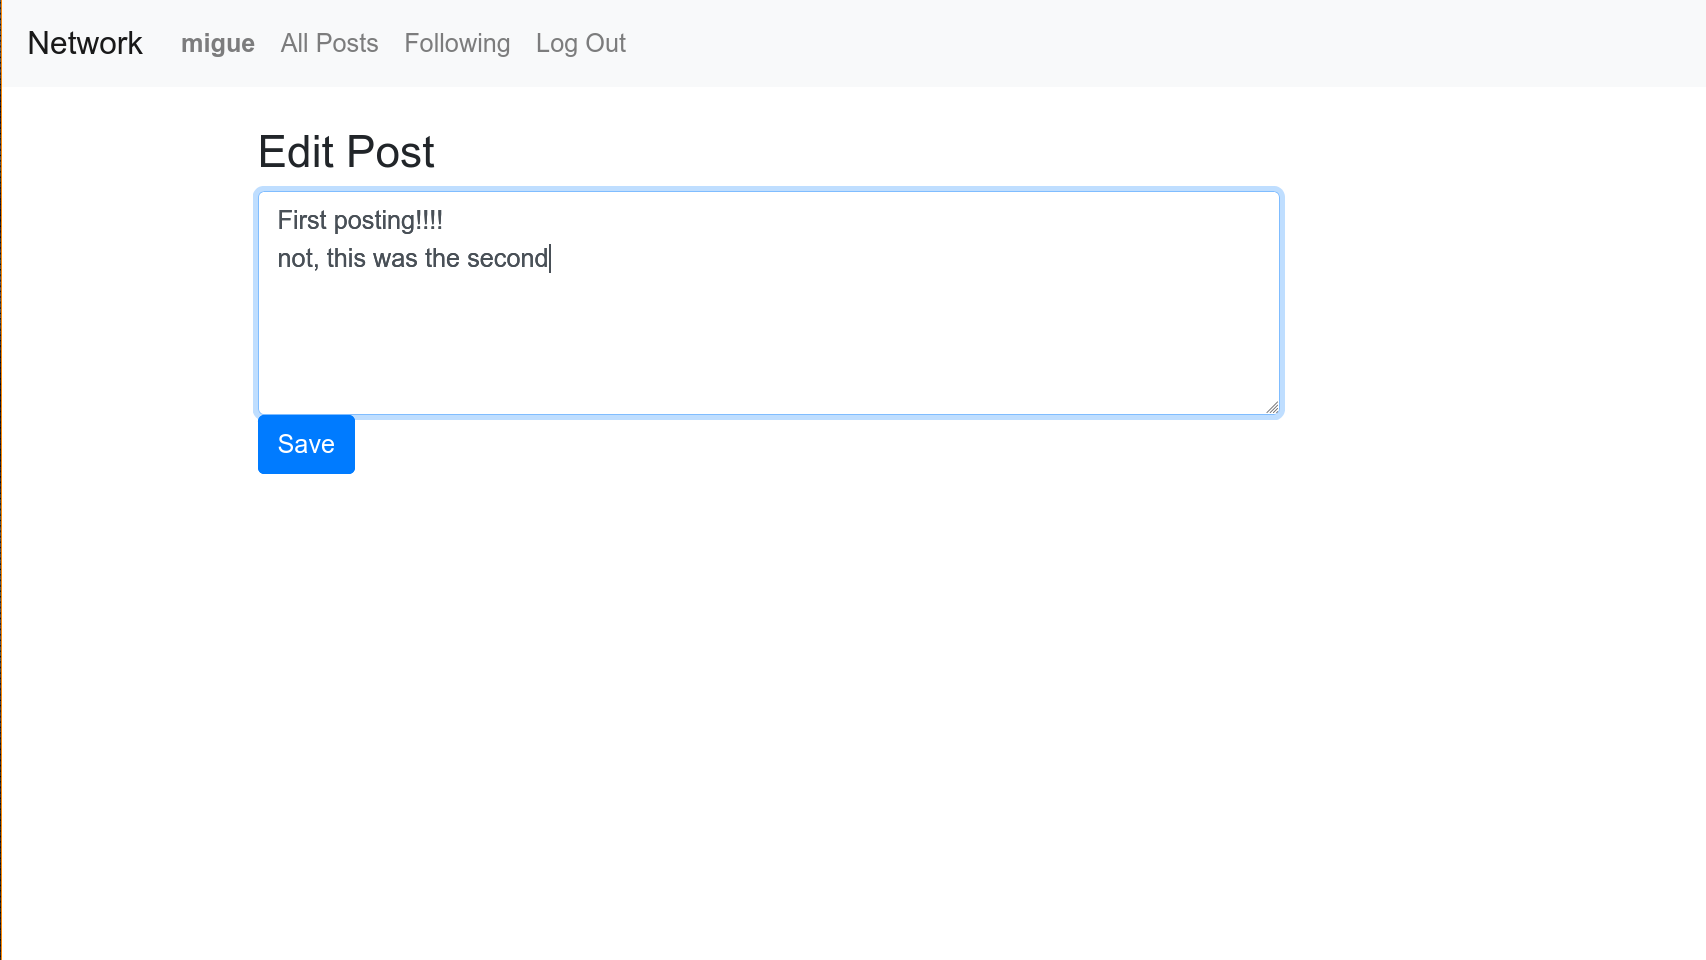 Network migue All Posts Following Log Out
Edit Post
First posting!!!!
not, this was the second
Save